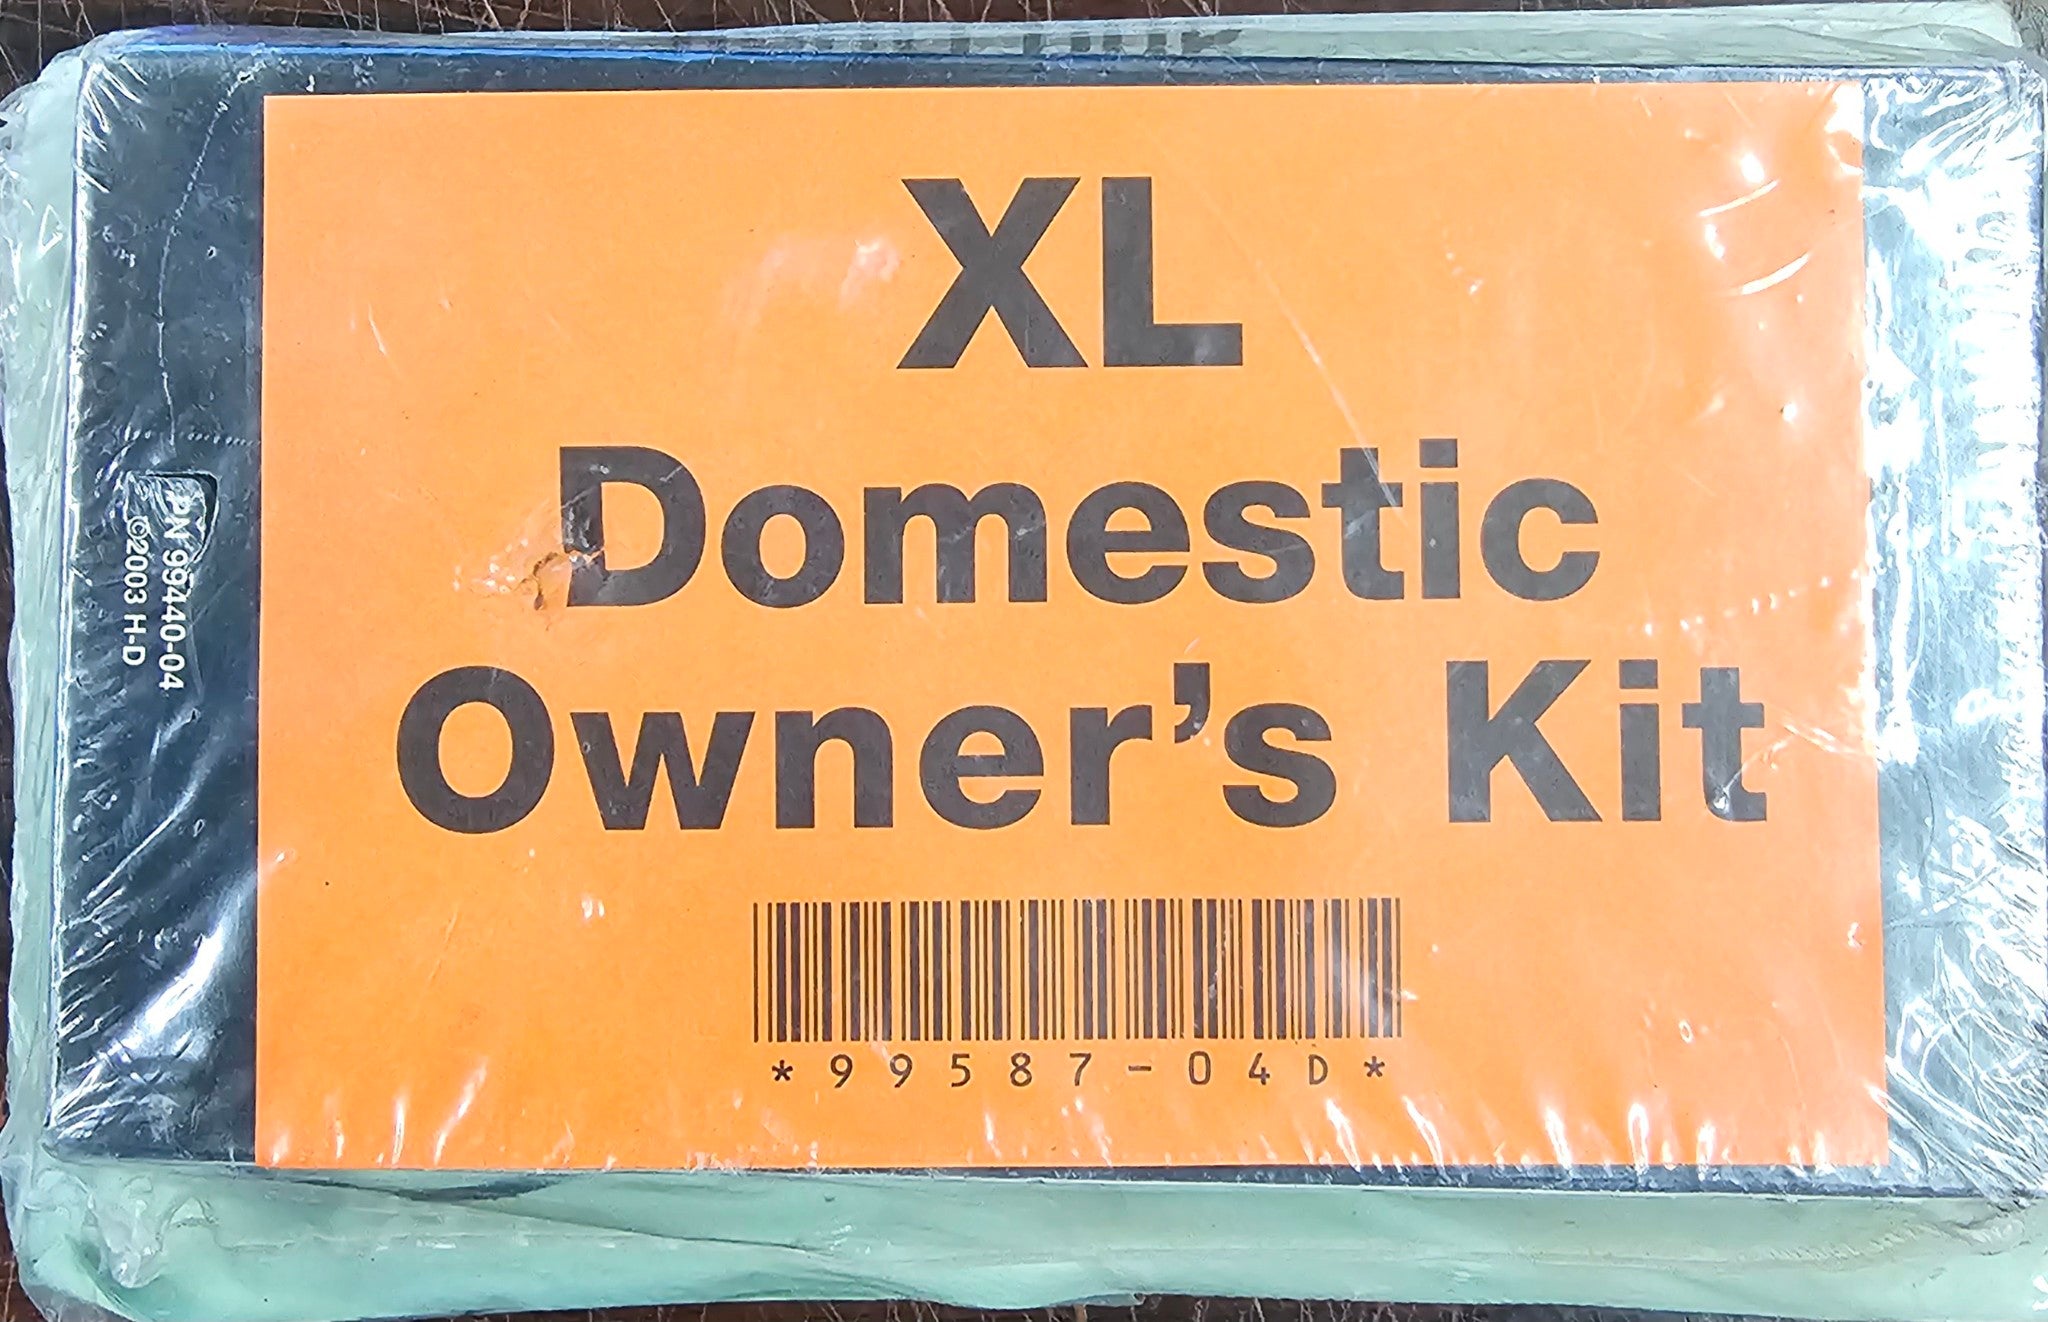 XL
Domestic
Owner's Kit
*99587-04D*
PN 99440-04
©2003 H-D